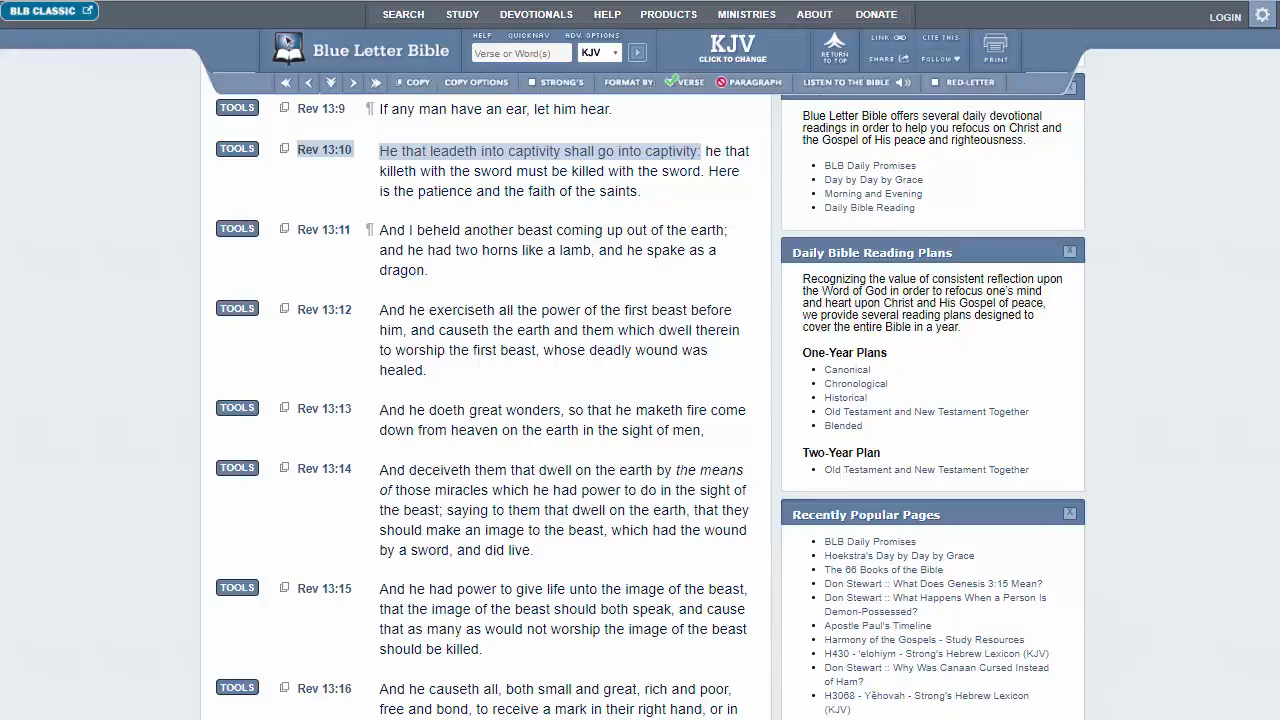 BLB CLASSIC
SEARCH STUDY DEVOTIONALS HELP PRODUCTS MINISTRIES ABOUT DONATE
LOGIN
Blue Letter Bible
HELP QUICKNAV ADV. OPTIONS
Verse or Word(s) KJV
KJV
CLICK TO CHANGE
RETURN
TO TOP
LINK CITE THIS
SHARE FOLLOW
PRINT
COPY COPY OPTIONS STRONG'S FORMAT BY: VERSE PARAGRAPH LISTEN TO THE BIBLE RED-LETTER
TOOLS Rev 13:9 ¶ If any man have an ear, let him hear.
TOOLS Rev 13:10 He that leadeth into captivity shall go into captivity: he that
killeth with the sword must be killed with the sword. Here
is the patience and the faith of the saints.
TOOLS Rev 13:11 ¶ And I beheld another beast coming up out of the earth;
and he had two horns like a lamb, and he spake as a
dragon.
TOOLS Rev 13:12 And he exerciseth all the power of the first beast before
him, and causeth the earth and them which dwell therein
to worship the first beast, whose deadly wound was
healed.
TOOLS Rev 13:13 And he doeth great wonders, so that he maketh fire come
down from heaven on the earth in the sight of men,
TOOLS Rev 13:14 And deceiveth them that dwell on the earth by the means
of those miracles which he had power to do in the sight of
the beast; saying to them that dwell on the earth, that they
should make an image to the beast, which had the wound
by a sword, and did live.
TOOLS Rev 13:15 And he had power to give life unto the image of the beast,
that the image of the beast should both speak, and cause
that as many as would not worship the image of the beast
should be killed.
TOOLS Rev 13:16 And he causeth all, both small and great, rich and poor,
free and bond, to receive a mark in their right hand, or in
Blue Letter Bible offers several daily devotional
readings in order to help you refocus on Christ and
the Gospel of His peace and righteousness.
BLB Daily Promises
Day by Day by Grace
Morning and Evening
Daily Bible Reading
Daily Bible Reading Plans
Recognizing the value of consistent reflection upon
the Word of God in order to refocus one's mind
and heart upon Christ and His Gospel of peace,
we provide several reading plans designed to
cover the entire Bible in a year.
One-Year Plans
Canonical
Chronological
Historical
Old Testament and New Testament Together
Blended
Two-Year Plan
Old Testament and New Testament Together
Recently Popular Pages
BLB Daily Promises
Hoekstra's Day by Day by Grace
The 66 Books of the Bible
Don Stewart :: What Does Genesis 3:15 Mean?
Don Stewart :: What Happens When a Person Is
Demon-Possessed?
Apostle Paul's Timeline
Harmony of the Gospels - Study Resources
H430 - 'elohiym - Strong's Hebrew Lexicon (KJV)
Don Stewart :: Why Was Canaan Cursed Instead
of Ham?
H3068 - Yĕhovah - Strong's Hebrew Lexicon
(KJV)